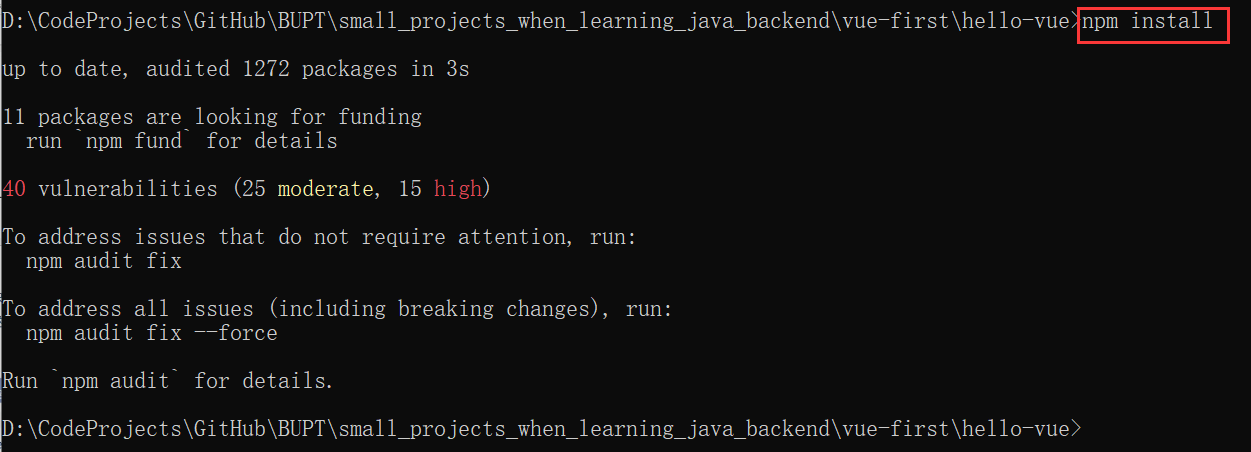 D:\CodeProjects\GitHub\BUPT\small_projects_when_learning_java_backend\vue-first\hello-vue>npm install
up to date, audited 1272 packages in 3s
11 packages are looking for funding
  run `npm fund` for details
40 vulnerabilities (25 moderate, 15 high)
To address issues that do not require attention, run:
  npm audit fix
To address all issues (including breaking changes), run:
  npm audit fix --force
Run `npm audit` for details.
D:\CodeProjects\GitHub\BUPT\small_projects_when_learning_java_backend\vue-first\hello-vue>